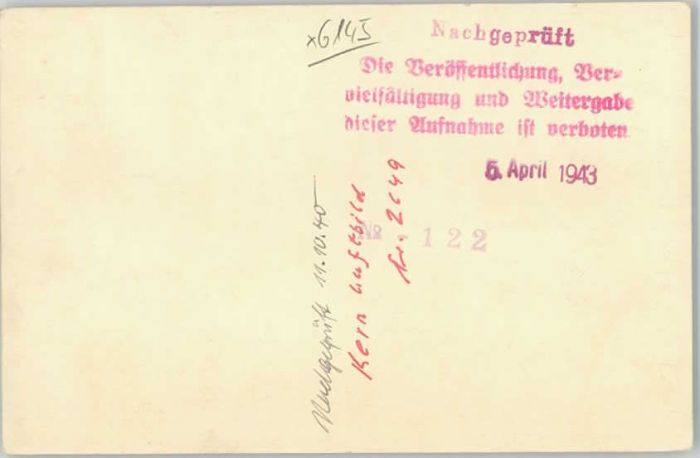 x6145
Nachgeprüft
Die Veröffentlichung, Ver-
vielfältigung und Weitergabe
dieser Aufnahme ist verboten
5. April 1943
No 122
Nachgeprüft 11.10.40
Kern Luftbild
Nr. 2649